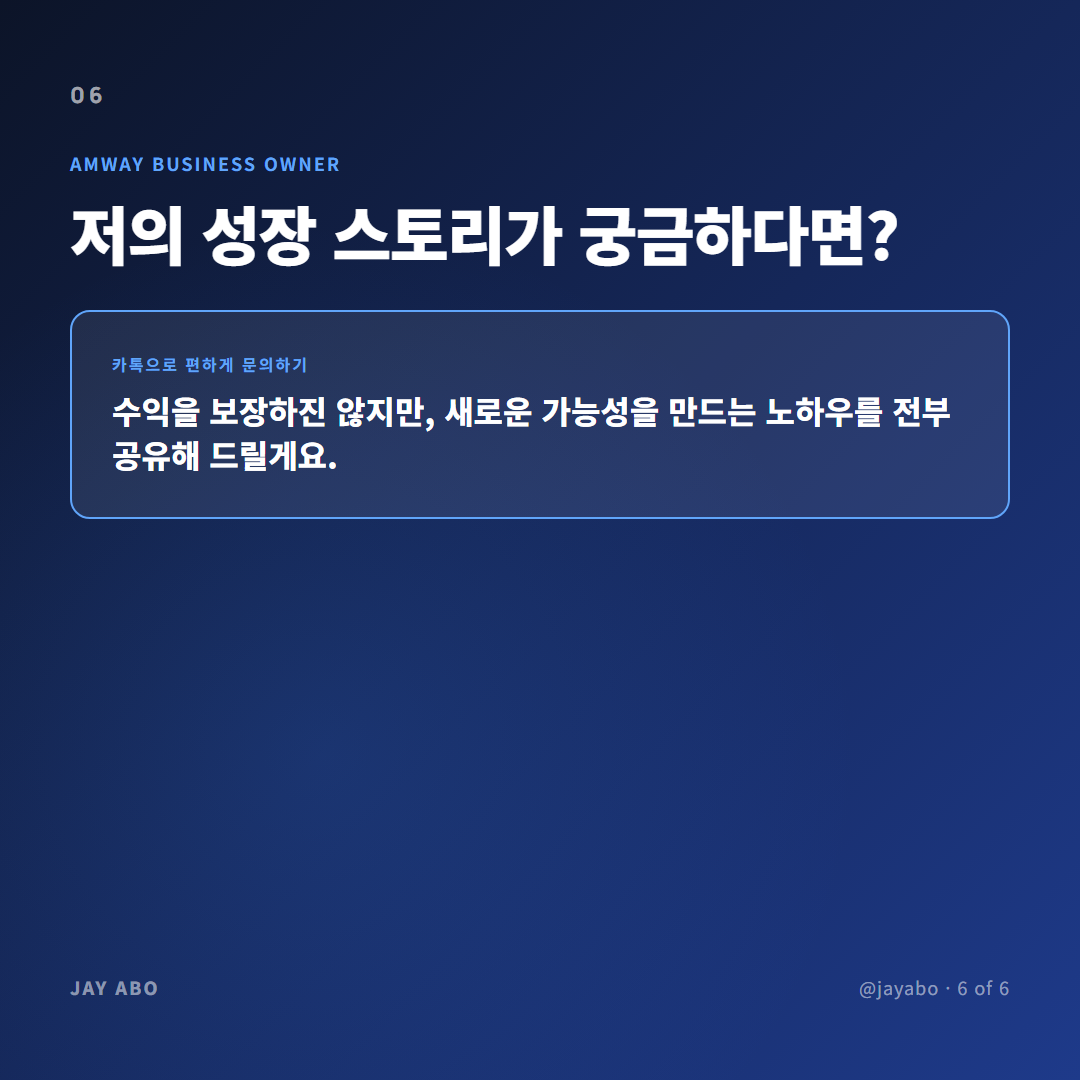 06
AMWAY BUSINESS OWNER
저의 성장 스토리가 궁금하다면?
카톡으로 편하게 문의하기
수익을 보장하진 않지만, 새로운 가능성을 만드는 노하우를 전부
공유해 드릴게요.
JAY ABO
@jayabo · 6 of 6